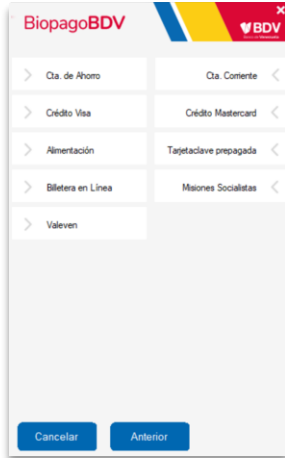 BiopagoBDV
BDV
Cta. de Ahorro
Cta. Corriente
Crédito Visa
Crédito Mastercard
Alimentación
Tarjetaclave prepagada
Billetera en Línea
Misiones Socialistas
Valeven
Cancelar
Anterior